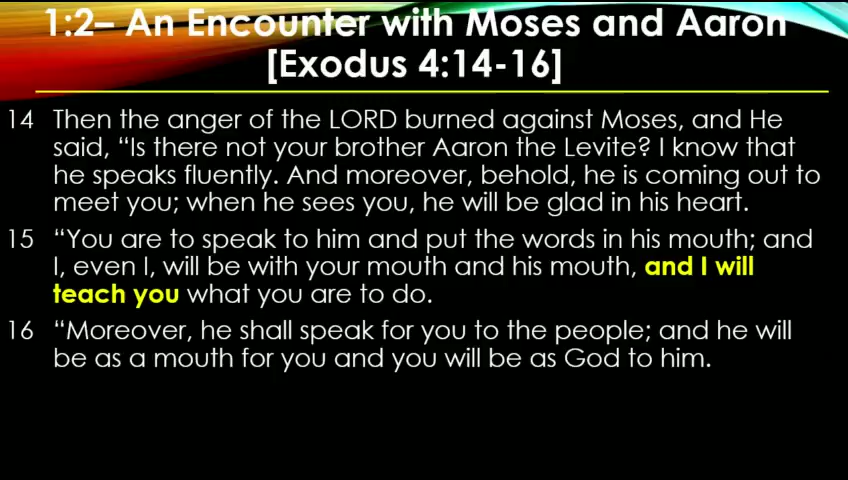 1:2– An Encounter with Moses and Aaron
[Exodus 4:14-16]
14 Then the anger of the LORD burned against Moses, and He
said, “Is there not your brother Aaron the Levite? I know that
he speaks fluently. And moreover, behold, he is coming out to
meet you; when he sees you, he will be glad in his heart.
15 “You are to speak to him and put the words in his mouth; and
I, even I, will be with your mouth and his mouth, and I will
teach you what you are to do.
16 “Moreover, he shall speak for you to the people; and he will
be as a mouth for you and you will be as God to him.